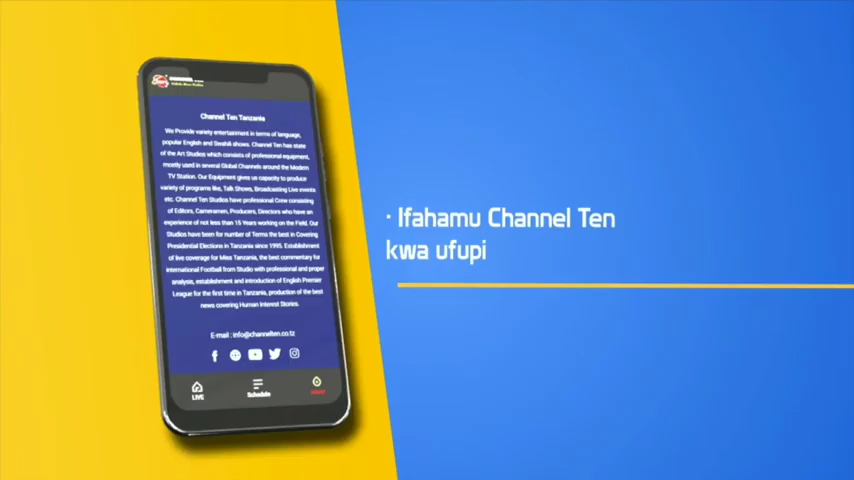 Channel Ten Tanzania
We Provide variety entertainment in terms of language,
popular English and Swahili shows. Channel Ten has state
of the Art Studios which consists of professional equipment,
mostly used in several Global Channels around the Modern
TV Station. Our Equipment gives us capacity to produce
variety of programs like, Talk Shows, Broadcasting Live events
etc. Channel Ten Studios have professional Crew consisting
of Editors, Cameramen, Producers, Directors who have an
experience of not less than 15 Years working on the Field. Our
Studios have been for number of Terms the best in Covering
Presidential Elections in Tanzania since 1995. Establishment
of live coverage for Miss Tanzania, the best commentary for
international Football from Studio with professional and proper
analysis, establishment and introduction of English Premier
League for the first time in Tanzania, production of the best
news covering Human Interest Stories.
E-mail : info@channelten.co.tz
LIVE
Schedule
· Ifahamu Channel Ten
kwa ufupi